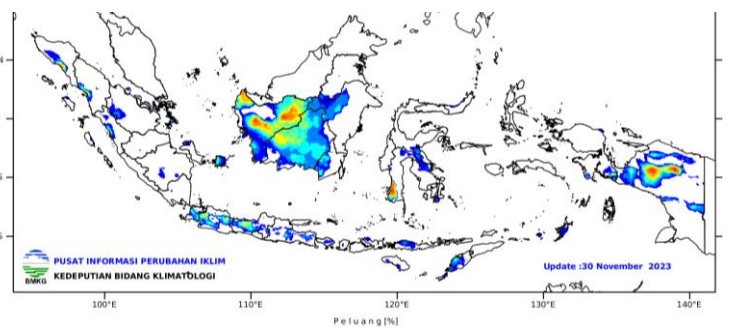 PUSAT INFORMASI PERUBAHAN IKLIM
KEDEPUTIAN BIDANG KLIMATOLOGI
BMKG
Update :30 November 2023
100°E 110°E 120°E 130°E 140°E
Peluang [%]